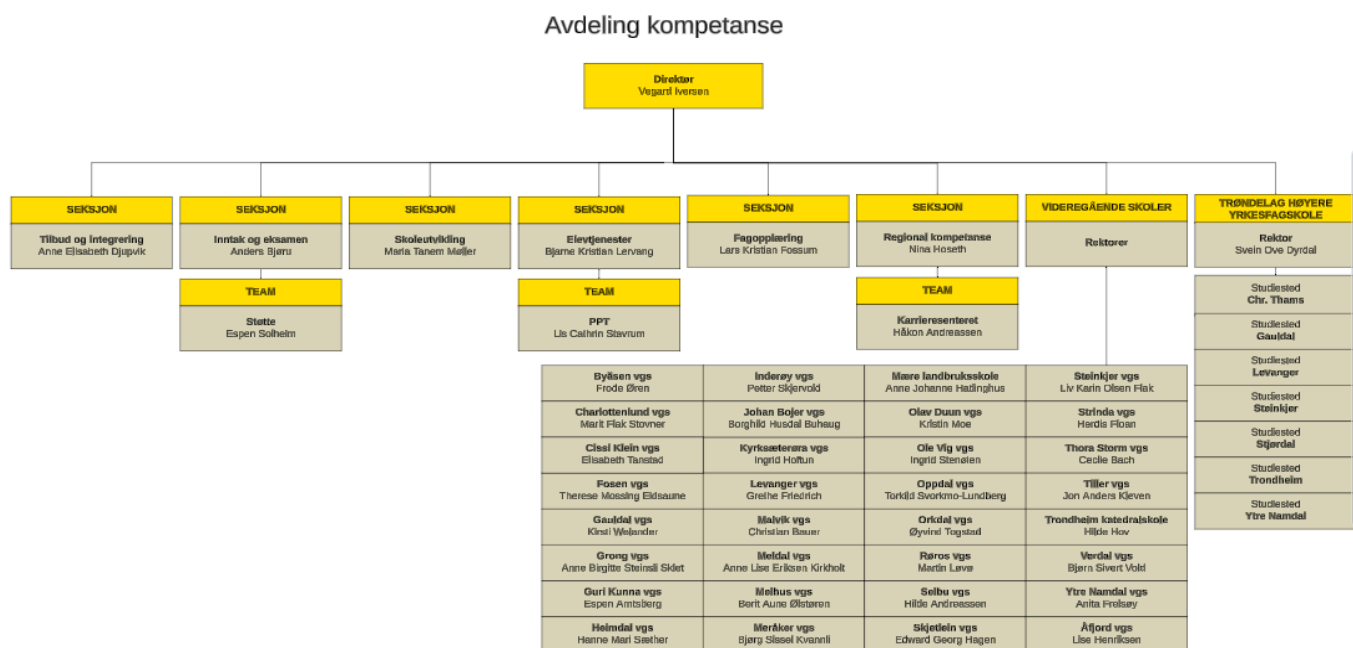 Avdeling kompetanse
Direktør
Vegard Iversen
SEKSJON
Tilbud og integrering
Anne Elisabeth Djupvik
SEKSJON
Inntak og eksamen
Anders Bjøru
TEAM
Støtte
Espen Solheim
SEKSJON
Skoleutvikling
Maria Tanem Møller
SEKSJON
Elevtjenester
Bjarne Kristian Lervang
TEAM
PPT
Lis Cathrin Stavrum
SEKSJON
Fagopplæring
Lars Kristian Fossum
SEKSJON
Regional kompetanse
Nina Hoseth
TEAM
Karrieresenteret
Håkon Andreassen
VIDEREGÅENDE SKOLER
Rektorer
Byåsen vgs
Frode Øren
Charlottenlund vgs
Marit Flak Stovner
Cissi Klein vgs
Elisabeth Tanstad
Fosen vgs
Therese Mossing Eidsaune
Gauldal vgs
Kirsti Welander
Grong vgs
Anne Birgitte Steinsli Sklet
Guri Kunna vgs
Espen Arntsberg
Heimdal vgs
Hanne Mari Sæther
Inderøy vgs
Petter Skjervold
Johan Bojer vgs
Borghild Husdal Buhaug
Kyrksæterøra vgs
Ingrid Hoftun
Levanger vgs
Grethe Friedrich
Malvik vgs
Christian Bauer
Meldal vgs
Anne Lise Eriksen Kirkholt
Melhus vgs
Berit Aune Ølstøren
Meråker vgs
Bjørg Sissel Kvannli
Mære landbruksskole
Anne Johanne Hatlinghus
Olav Duun vgs
Kristin Moe
Ole Vig vgs
Ingrid Stenølen
Oppdal vgs
Torkild Svorkmo-Lundberg
Orkdal vgs
Øyvind Togstad
Røros vgs
Martin Løvø
Selbu vgs
Hilde Andreassen
Skjetlein vgs
Edward Georg Hagen
Steinkjer vgs
Liv Karin Olsen Flak
Strinda vgs
Herdis Floan
Thora Storm vgs
Cecilie Bach
Tiller vgs
Jon Anders Kleven
Trondheim katedralskole
Hilde Hov
Verdal vgs
Bjørn Sivert Vold
Ytre Namdal vgs
Anita Frelsøy
Åfjord vgs
Lise Henriksen
TRØNDELAG HØYERE
YRKESFAGSKOLE
Rektor
Svein Ove Dyrdal
Studiested
Chr. Thams
Studiested
Gauldal
Studiested
Levanger
Studiested
Steinkjer
Studiested
Stjørdal
Studiested
Trondheim
Studiested
Ytre Namdal